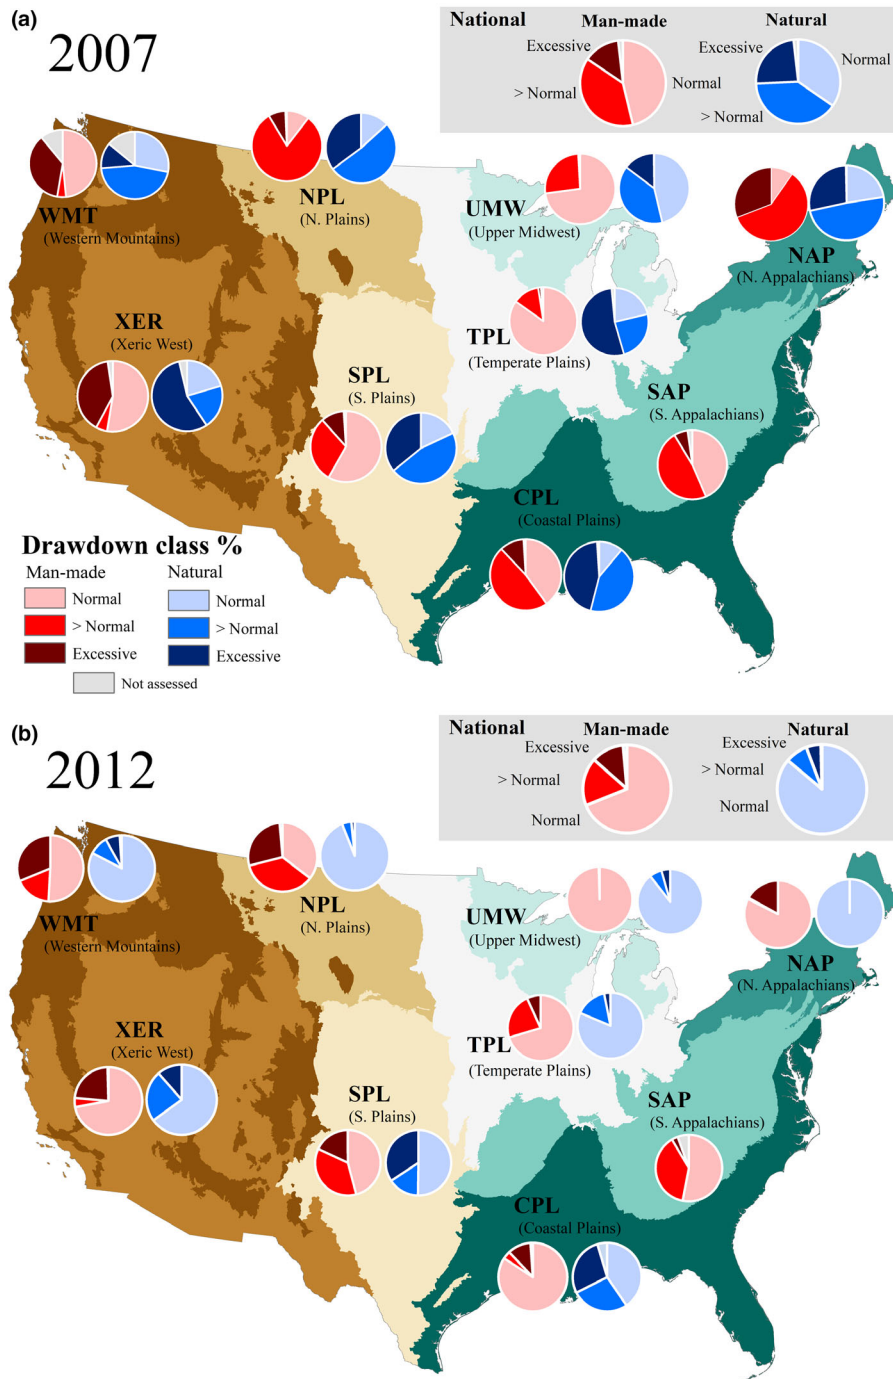 (a)
2007
National
Man-made
Natural
Excessive
> Normal
Normal
Excessive
> Normal
Normal
WMT
(Western Mountains)
NPL
(N. Plains)
UMW
(Upper Midwest)
NAP
(N. Appalachians)
XER
(Xeric West)
TPL
(Temperate Plains)
SPL
(S. Plains)
SAP
(S. Appalachians)
CPL
(Coastal Plains)
Drawdown class %
Man-made
Natural
Normal
Normal
> Normal
> Normal
Excessive
Excessive
Not assessed
(b)
2012
National
Man-made
Natural
Excessive
> Normal
Normal
Excessive
> Normal
Normal
WMT
(Western Mountains)
NPL
(N. Plains)
UMW
(Upper Midwest)
NAP
(N. Appalachians)
XER
(Xeric West)
TPL
(Temperate Plains)
SPL
(S. Plains)
SAP
(S. Appalachians)
CPL
(Coastal Plains)